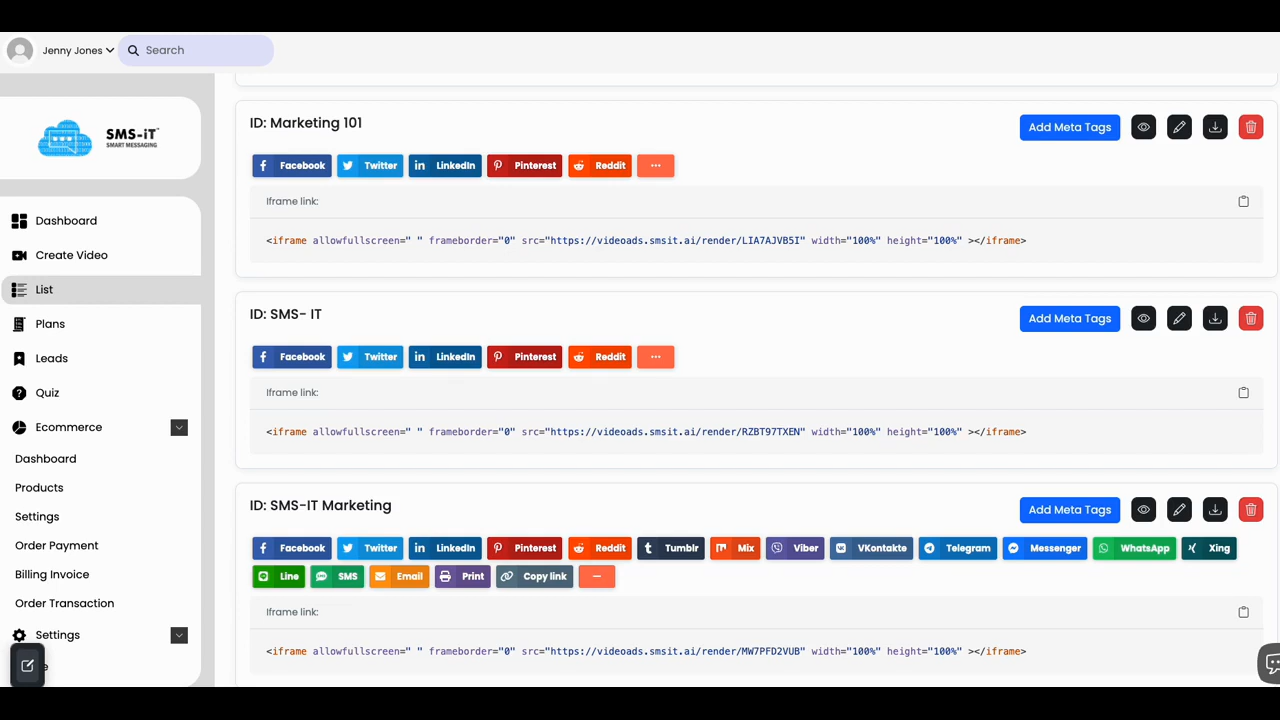 Jenny Jones
Search
SMS-iT
SMART MESSAGING
Dashboard
Create Video
List
Plans
Leads
Quiz
Ecommerce
Dashboard
Products
Settings
Order Payment
Billing Invoice
Order Transaction
Settings
e
ID: Marketing 101
Add Meta Tags
Facebook Twitter LinkedIn Pinterest Reddit ...
Iframe link:
<iframe allowfullscreen=" " frameborder="0" src="https://videoads.smsit.ai/render/LIA7AJVB5I" width="100%" height="100%" ></iframe>
ID: SMS- IT
Add Meta Tags
Facebook Twitter LinkedIn Pinterest Reddit ...
Iframe link:
<iframe allowfullscreen=" " frameborder="0" src="https://videoads.smsit.ai/render/RZBT97TXEN" width="100%" height="100%" ></iframe>
ID: SMS-IT Marketing
Add Meta Tags
Facebook Twitter LinkedIn Pinterest Reddit Tumblr Mix Viber VKontakte Telegram Messenger WhatsApp Xing
Line SMS Email Print Copy link
Iframe link:
<iframe allowfullscreen=" " frameborder="0" src="https://videoads.smsit.ai/render/MW7PFD2VUB" width="100%" height="100%" ></iframe>